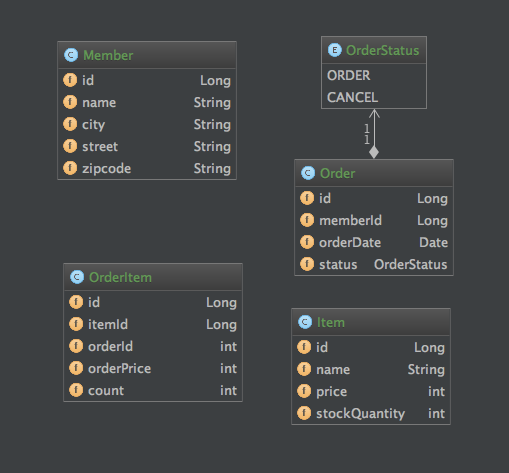 C Member
f id Long
f name String
f city String
f street String
f zipcode String
E OrderStatus
ORDER
CANCEL
1
1
C Order
f id Long
f memberId Long
f orderDate Date
f status OrderStatus
C OrderItem
f id Long
f itemId Long
f orderId int
f orderPrice int
f count int
C Item
f id Long
f name String
f price int
f stockQuantity int